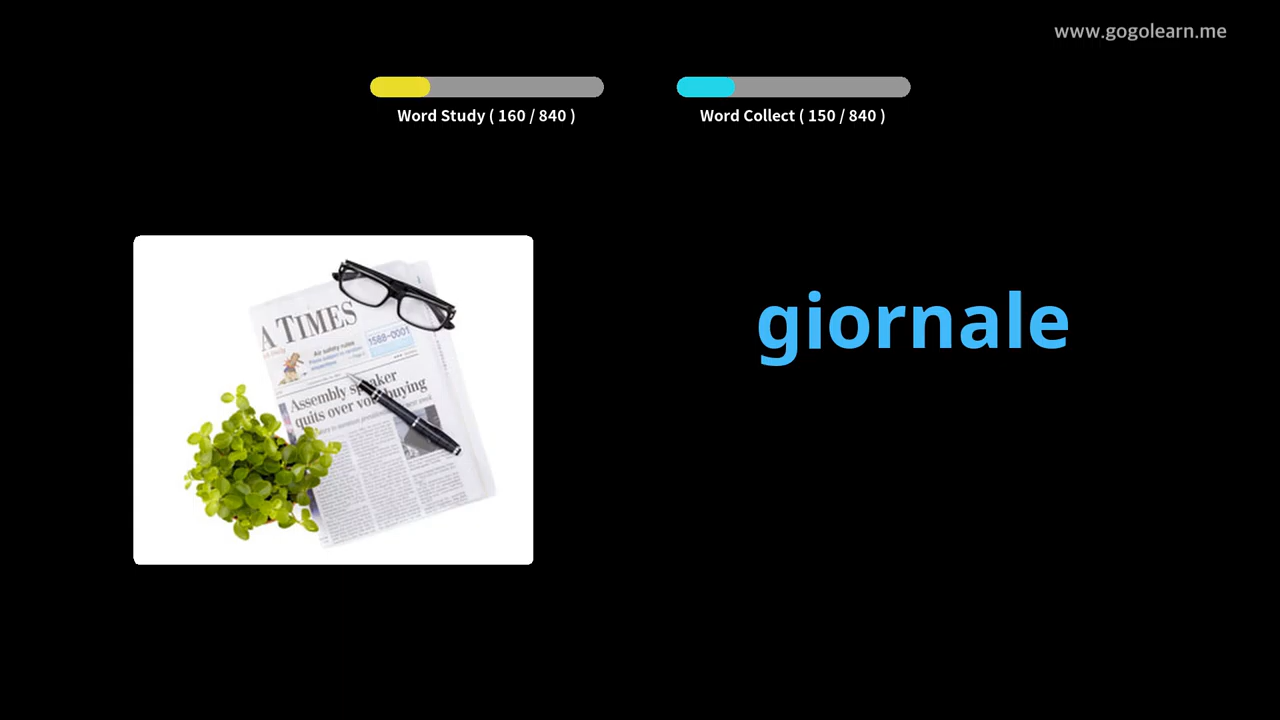 www.gogolearn.me
Word Study ( 160 / 840 )
Word Collect ( 150 / 840 )
giornale
A TIMES
Air safety rules
1588-0001
Assembly speaker
quits over buying